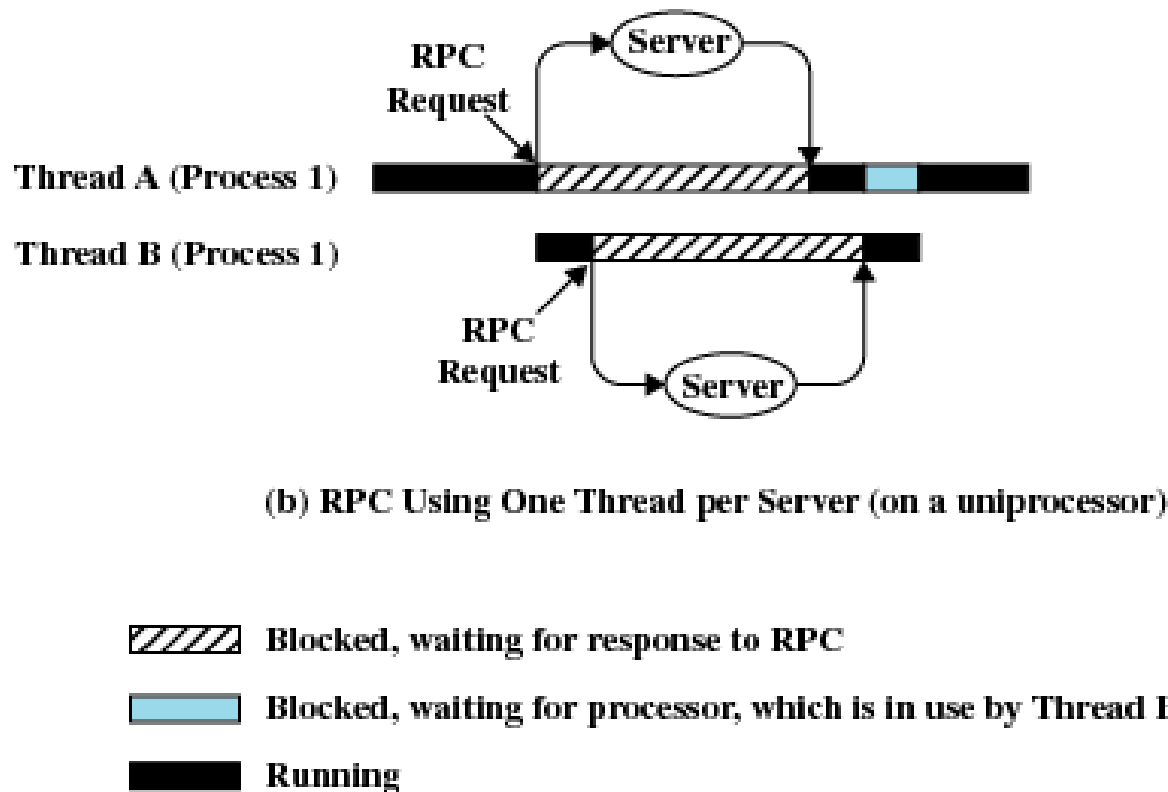 Server
RPC
Request
Thread A (Process 1)
Thread B (Process 1)
RPC
Request
Server
(b) RPC Using One Thread per Server (on a uniprocessor)
Blocked, waiting for response to RPC
Blocked, waiting for processor, which is in use by Thread
Running